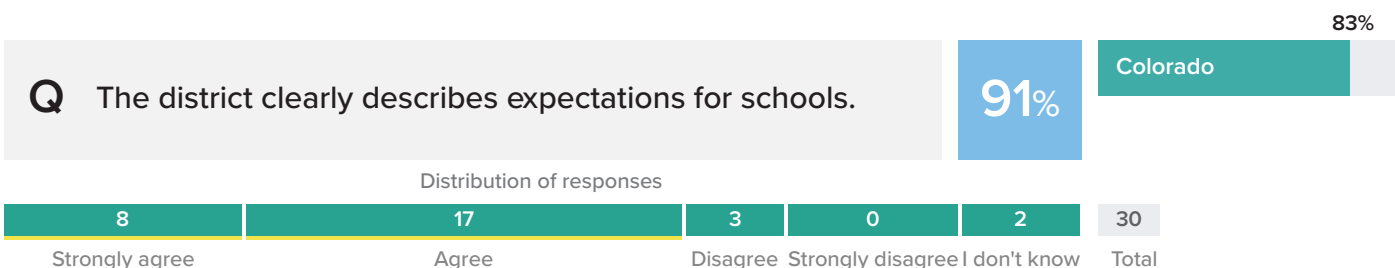 83%
Q The district clearly describes expectations for schools.
91%
Colorado
Distribution of responses
8 17 3 0 2 30
Strongly agree Agree Disagree Strongly disagree I don't know Total